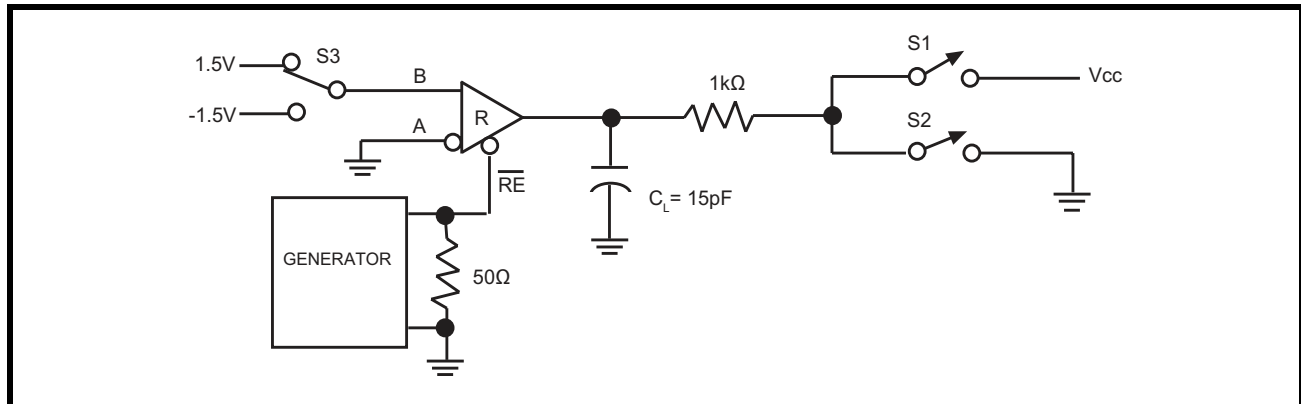 1.5V
S3
-1.5V
B
A
R
RE
GENERATOR
50Ω
C_L= 15pF
1kΩ
S1
Vcc
S2